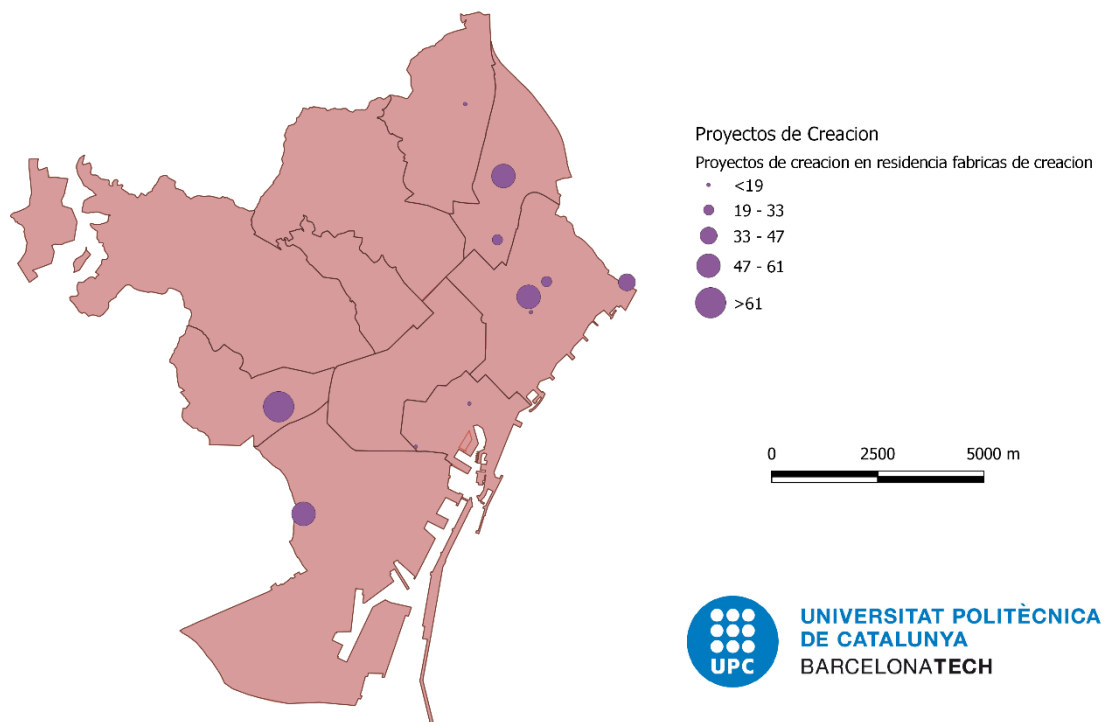 Proyectos de Creacion
Proyectos de creacion en residencia fabricas de creacion
<19
19 - 33
33 - 47
47 - 61
>61
0 2500 5000 m
UPC
UNIVERSITAT POLITÈCNICA
DE CATALUNYA
BARCELONATECH